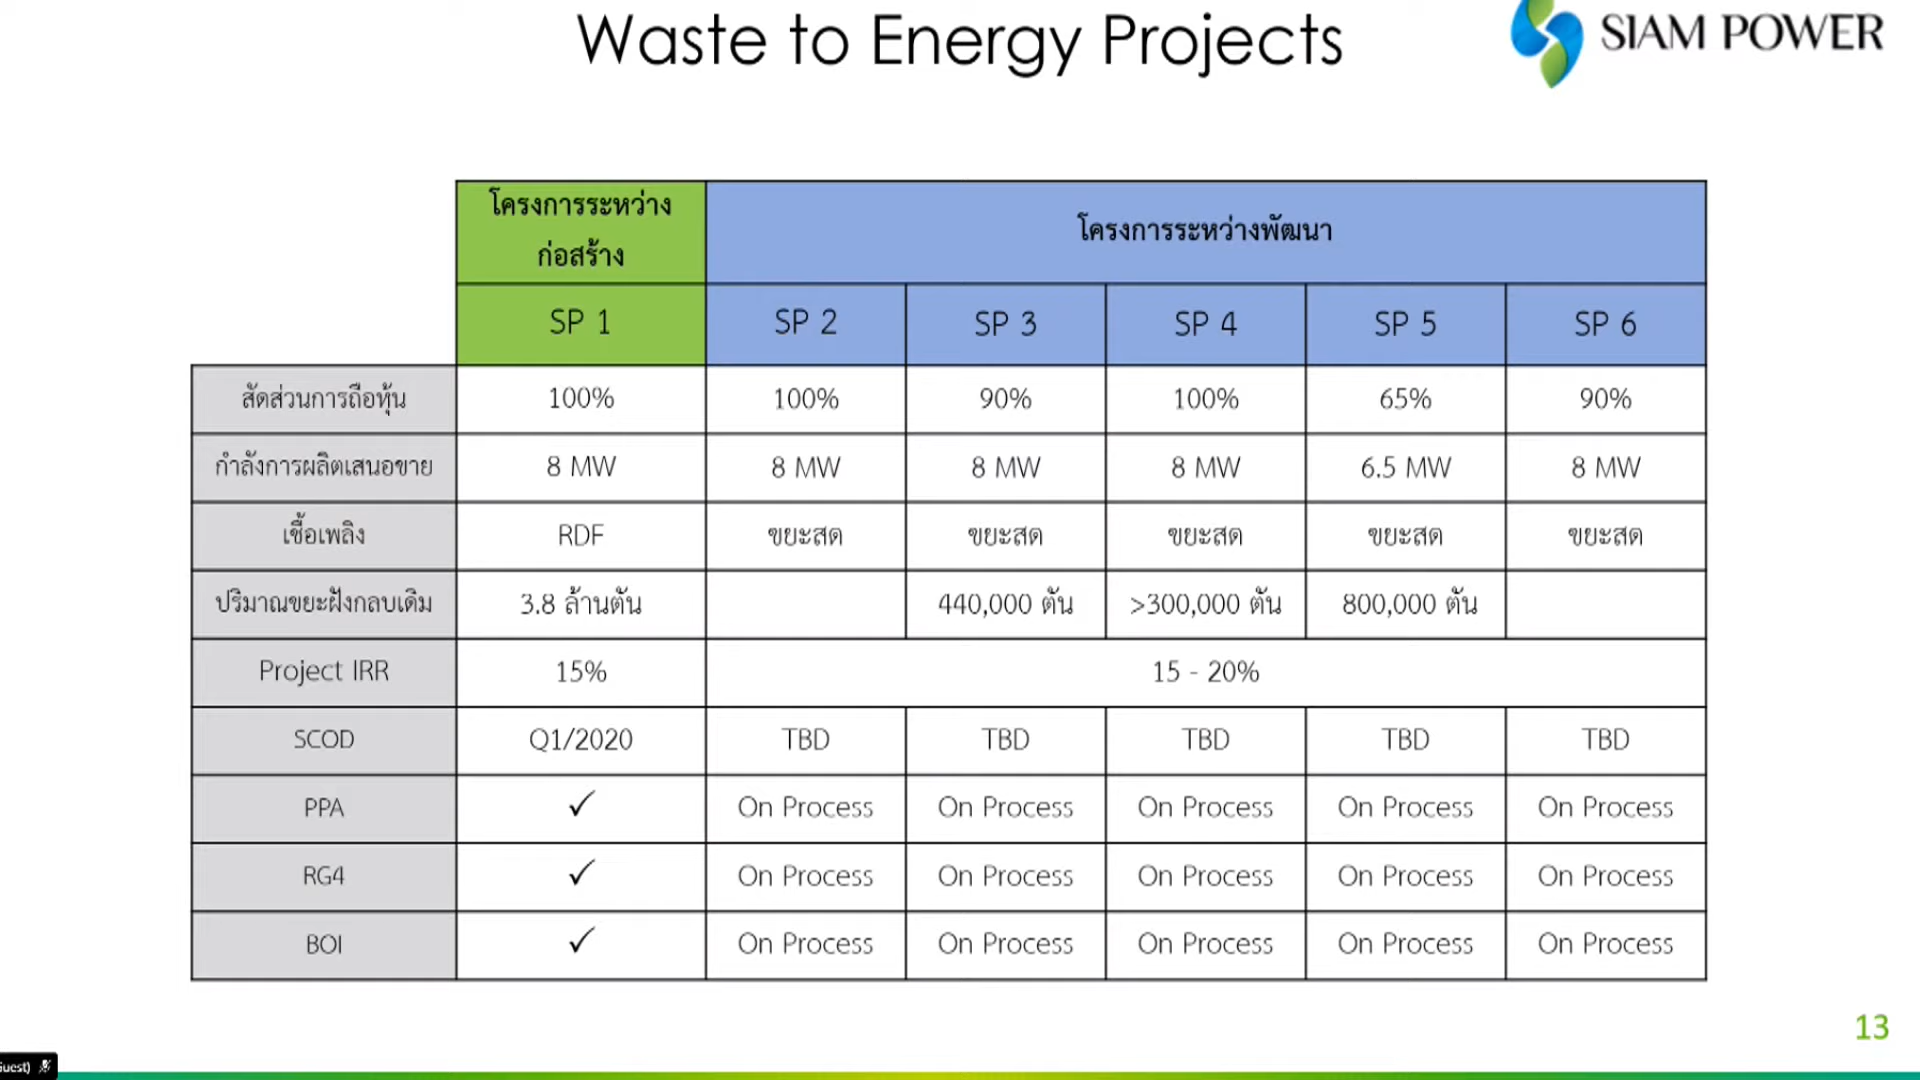 Waste to Energy Projects
SIAM POWER
โครงการระหว่าง
ก่อสร้าง
โครงการระหว่างพัฒนา
SP 1 SP 2 SP 3 SP 4 SP 5 SP 6
สัดส่วนการถือหุ้น 100% 100% 90% 100% 65% 90%
กำลังการผลิตเสนอขาย 8 MW 8 MW 8 MW 8 MW 6.5 MW 8 MW
เชื้อเพลิง RDF ขยะสด ขยะสด ขยะสด ขยะสด ขยะสด
ปริมาณขยะฝังกลบเดิม 3.8 ล้านตัน 440,000 ตัน >300,000 ตัน 800,000 ตัน
Project IRR 15% 15 - 20%
SCOD Q1/2020 TBD TBD TBD TBD TBD
PPA ✓ On Process On Process On Process On Process On Process
RG4 ✓ On Process On Process On Process On Process On Process
BOI ✓ On Process On Process On Process On Process On Process
13